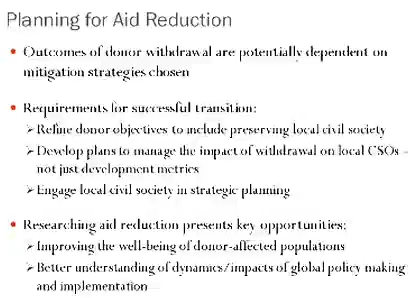 Planning for Aid Reduction
• Outcomes of donor withdrawal are potentially dependent on
mitigation strategies chosen
• Requirements for successful transition:
➢ Refine donor objectives to include preserving local civil society
➢ Develop plans to manage the impact of withdrawal on local CSOs –
not just development metrics
➢ Engage local civil society in strategic planning
• Researching aid reduction presents key opportunities:
➢ Improving the well-being of donor-affected populations
➢ Better understanding of dynamics/impacts of global policy making
and implementation –